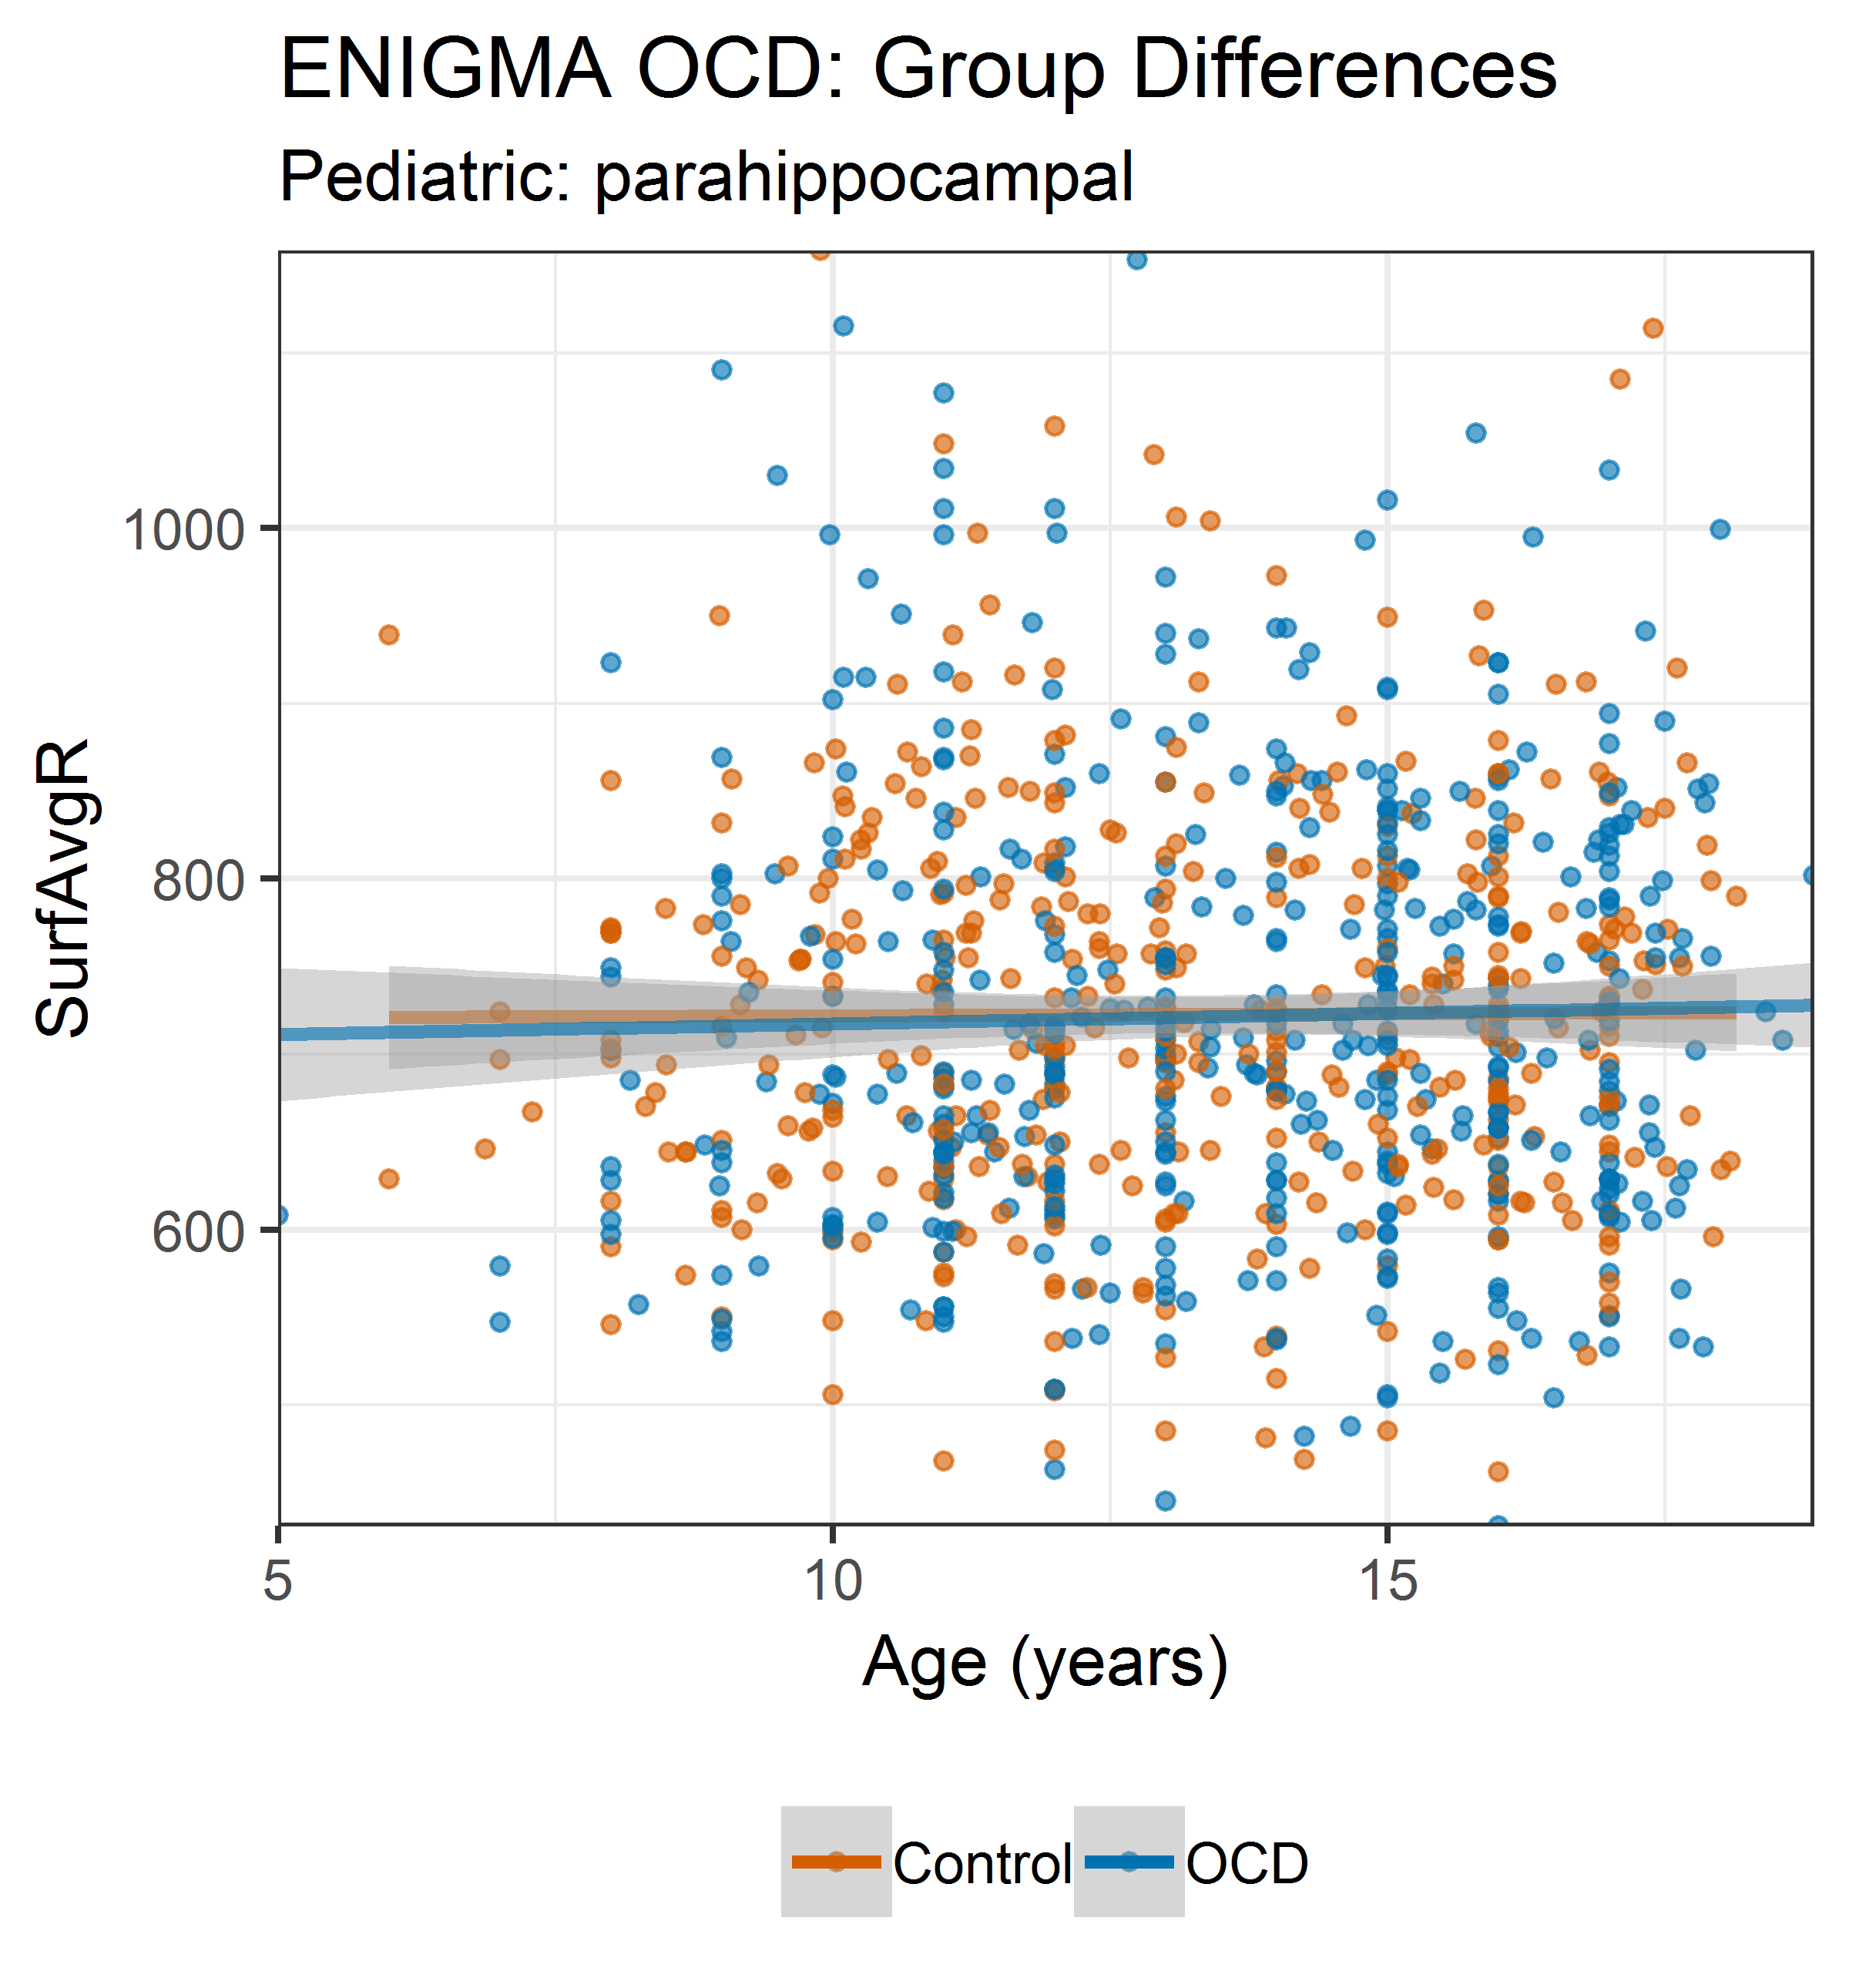 ENIGMA OCD: Group Differences
Pediatric: parahippocampal
SurfAvgR
1000
800
600
5 10 15
Age (years)
Control OCD